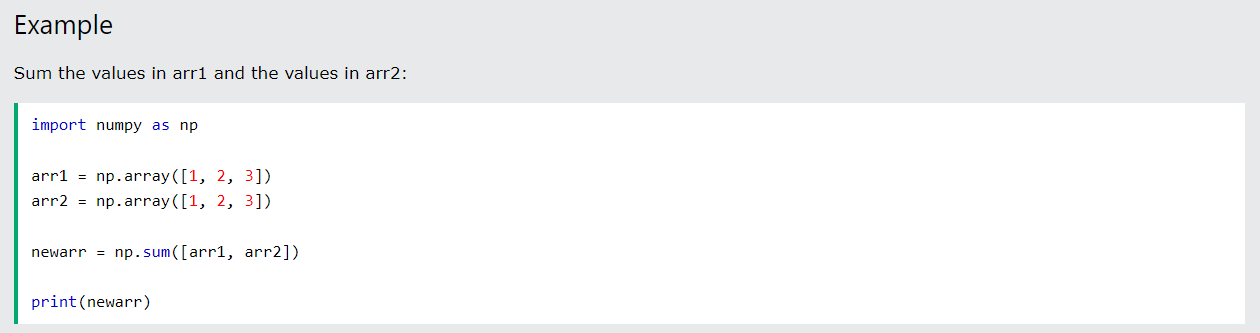 Example
Sum the values in arr1 and the values in arr2:
import numpy as np
arr1 = np.array([1, 2, 3])
arr2 = np.array([1, 2, 3])
newarr = np.sum([arr1, arr2])
print(newarr)